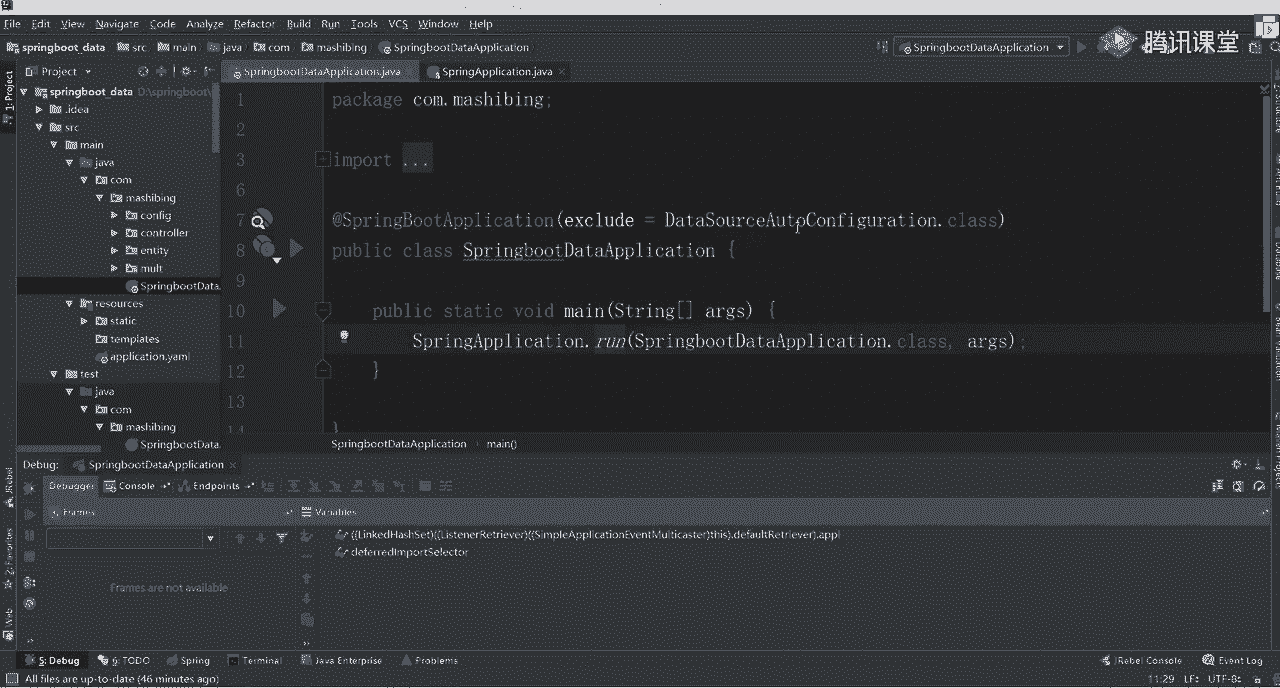 File Edit View Navigate Code Analyze Refactor Build Run Tools VCS Window Help
springboot_data src main java com mashibing SpringbootDataApplication
SpringbootDataApplication
腾讯课堂
Project
SpringbootDataApplication.java
SpringApplication.java
1: Project
springboot_data
.idea
src
main
java
com
mashibing
config
controller
entity
mult
SpringbootData
resources
static
templates
application.yaml
test
java
com
mashibing
SpringbootData
1 package com.mashibing;
2
3 import ...
6
7 @SpringBootApplication(exclude = DataSourceAutoConfiguration.class)
8 public class SpringbootDataApplication {
9
10 public static void main(String[] args) {
11 SpringApplication.run(SpringbootDataApplication.class, args);
12 }
13
14 }
SpringbootDataApplication main()
Debug: SpringbootDataApplication
Debugger Console Endpoints
Frames
Variables
((LinkedHashSet)((ListenerRetriever)((SimpleApplicationEventMulticaster)this).defaultRetriever).appl
deferredImportSelector
Frames are not available
JRebel
2: Favorites
Web
5: Debug 6: TODO Spring Terminal Java Enterprise Problems
JRebel Console Event Log
All files are up-to-date (46 minutes ago)
11:29 LF: UTF-8: